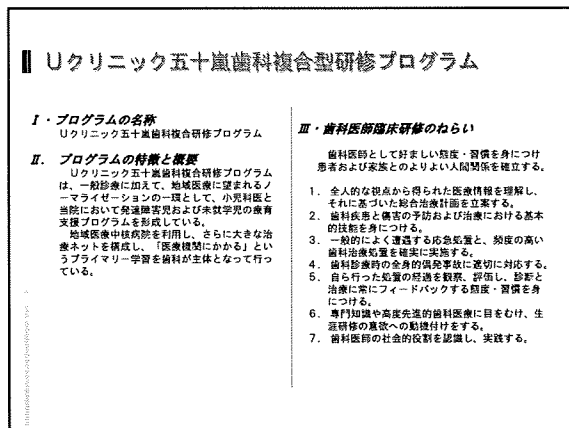 Uクリニック五十嵐歯科複合型研修プログラム
Ⅰ・プログラムの名称
Uクリニック五十嵐歯科複合研修プログラム
Ⅱ. プログラムの特徴と概要
Uクリニック五十嵐歯科複合研修プログラム
は、一般診療に加えて、地域医療に望まれるノ
ーマライゼーションの一環として、小児科医と
当院において発達障害児および未就学児の療育
支援プログラムを形成している。
地域医療中核病院を利用し、さらに大きな治
療ネットを構成し、「医療機関にかかる」とい
うプライマリー学習を歯科が主体となって行っ
ている。
Ⅲ・歯科医師臨床研修のねらい
歯科医師として好ましい態度・習慣を身につけ
患者および家族とのよりよい人間関係を確立する。
1. 全人的な視点から得られた医療情報を理解し、
それに基づいた総合治療計画を立案する。
2. 歯科疾患と傷害の予防および治療における基本
的技能を身につける。
3. 一般的によく遭遇する応急処置と、頻度の高い
歯科治療処置を確実に実施する。
4. 歯科診療時の全身的偶発事故に適切に対応する。
5. 自ら行った処置の経過を観察、評価し、診断と
治療に常にフィードバックする態度・習慣を身
につける。
6. 専門知識や高度先進的歯科医療に目をむけ、生
涯研修の意欲への動機付けをする。
7. 歯科医師の社会的役割を認識し、実践する。